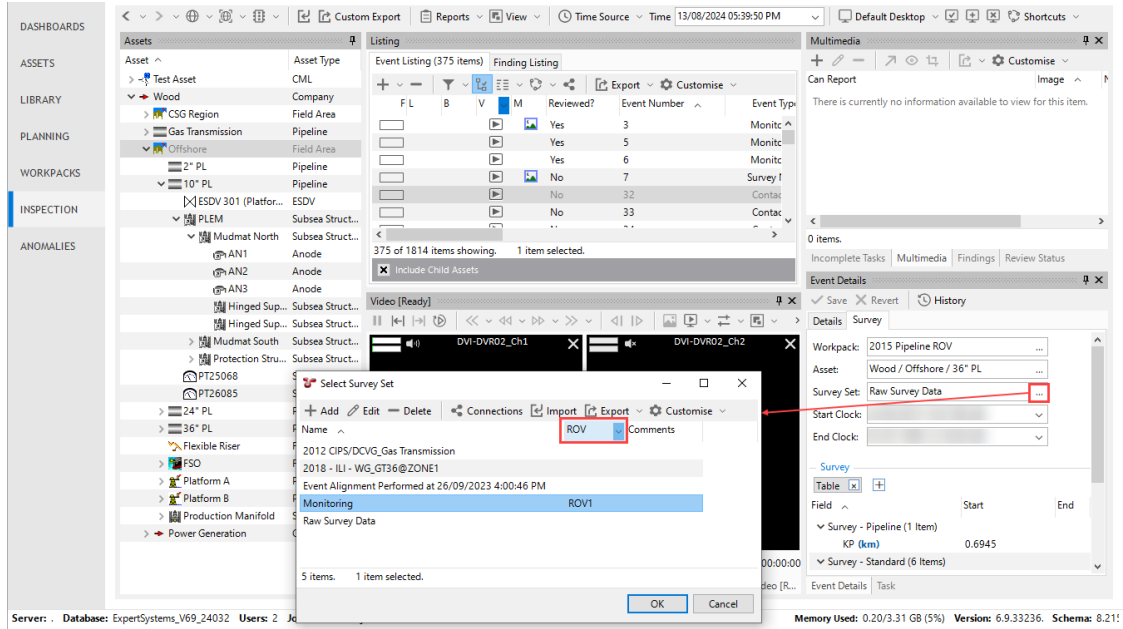 Custom Export Reports View Time Source Time 13/08/2024 05:39:50 PM Default Desktop Shortcuts
DASHBOARDS
ASSETS
LIBRARY
PLANNING
WORKPACKS
INSPECTION
ANOMALIES
Assets
Asset Asset Type
Test Asset CML
Wood Company
CSG Region Field Area
Gas Transmission Pipeline
Offshore Field Area
2" PL Pipeline
10" PL Pipeline
ESDV 301 (Platfor... ESDV
PLEM Subsea Struct...
Mudmat North Subsea Struct...
AN1 Anode
AN2 Anode
AN3 Anode
Hinged Sup... Subsea Struct...
Hinged Sup... Subsea Struct...
Mudmat South Subsea Struct...
Protection Stru... Subsea Struct...
PT25068
PT26085
24" PL
36" PL
Flexible Riser
FSO
Platform A
Platform B
Production Manifold
Power Generation
Listing
Event Listing (375 items) Finding Listing
Export Customise
F L B V M Reviewed? Event Number Event Typ
Yes 3 Monitc
Yes 5 Monitc
Yes 6 Monitc
No 7 Survey
No 32 Contac
No 33 Contac
375 of 1814 items showing. 1 item selected.
Include Child Assets
Video [Ready]
DVI-DVR02_Ch1 DVI-DVR02_Ch2
00:00:00
Select Survey Set
Add Edit Delete Connections Import Export Customise
Name ROV Comments
2012 CIPS/DCVG_Gas Transmission
2018 - ILI - WG_GT36@ZONE1
Event Alignment Performed at 26/09/2023 4:00:46 PM
Monitoring ROV1
Raw Survey Data
5 items. 1 item selected.
OK Cancel
Multimedia
Customise
Can Report Image
There is currently no information available to view for this item.
0 items.
Incomplete Tasks Multimedia Findings Review Status
Event Details
Save Revert History
Details Survey
Workpack: 2015 Pipeline ROV ...
Asset: Wood / Offshore / 36" PL ...
Survey Set: Raw Survey Data ...
Start Clock:
End Clock:
Survey
Table
Field Start End
Survey - Pipeline (1 Item)
KP (km) 0.6945
Survey - Standard (6 Items)
Event Details Task
Server: . Database: ExpertSystems_V69_24032 Users: 2 Memory Used: 0.20/3.31 GB (5%) Version: 6.9.33236. Schema: 8.215